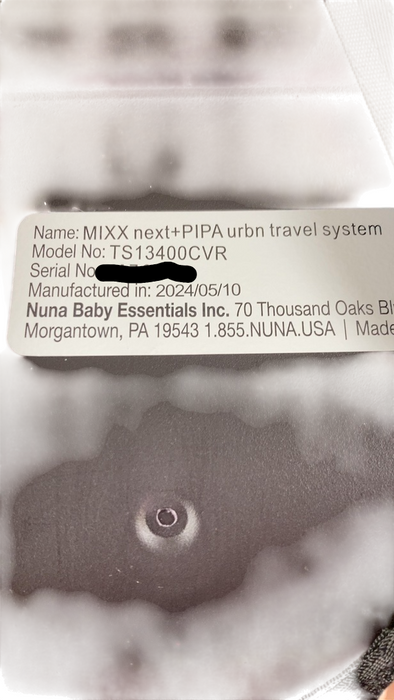 Name: MIXX next+PIPA urbn travel system
Model No: TS13400CVR
Serial No
Manufactured in: 2024/05/10
Nuna Baby Essentials Inc. 70 Thousand Oaks
Morgantown, PA 19543 1.855.NUNA.USA | Made